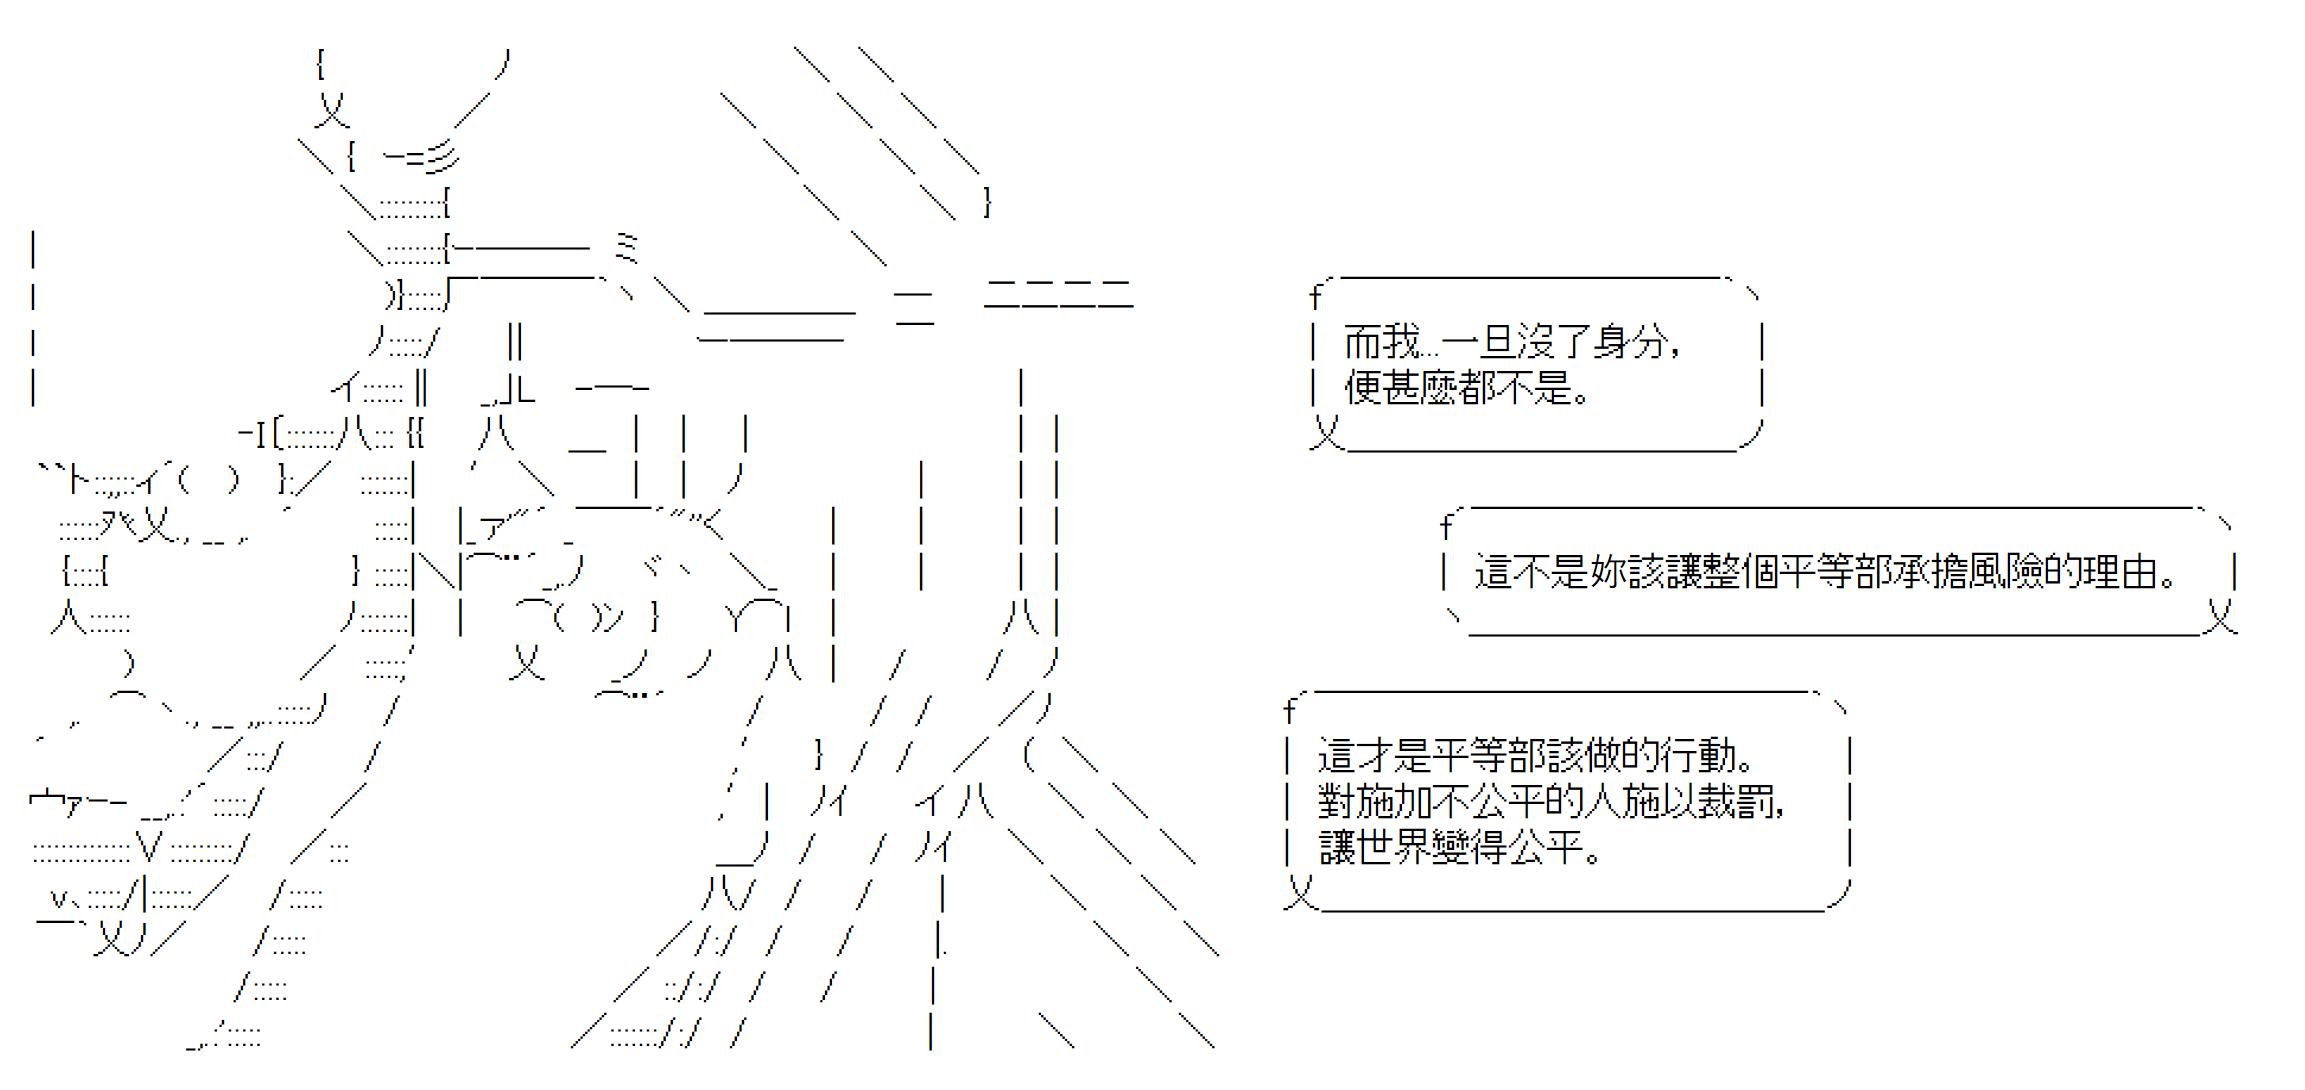 而我...一旦沒了身分，
便甚麼都不是。
這不是妳該讓整個平等部承擔風險的理由。
這才是平等部該做的行動。
對施加不公平的人施以裁罰，
讓世界變得公平。